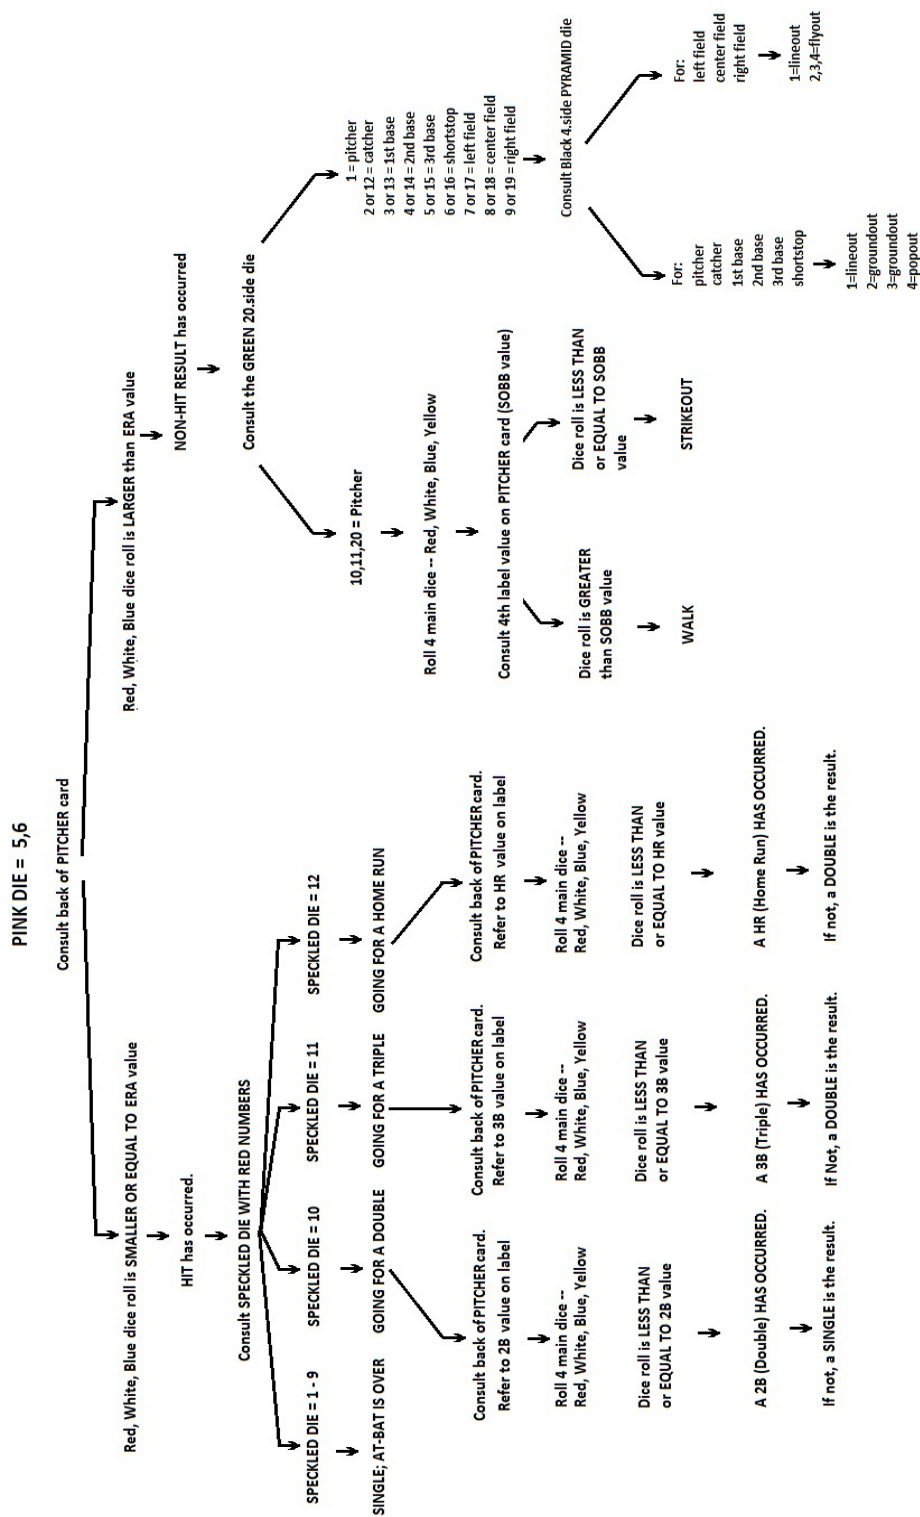 PINK DIE = 5,6
Consult back of PITCHER card
Red, White, Blue dice roll is SMALLER OR EQUAL TO ERA value
HIT has occurred.
Consult SPECKLED DIE WITH RED NUMBERS
SPECKLED DIE = 1 - 9
SINGLE; AT-BAT IS OVER
SPECKLED DIE = 10
GOING FOR A DOUBLE
Consult back of PITCHER card.
Refer to 2B value on label
Roll 4 main dice --
Red, White, Blue, Yellow
Dice roll is LESS THAN
or EQUAL TO 2B value
A 2B (Double) HAS OCCURRED.
If not, a SINGLE is the result.
SPECKLED DIE = 11
GOING FOR A TRIPLE
Consult back of PITCHER card.
Refer to 3B value on label
Roll 4 main dice --
Red, White, Blue, Yellow
Dice roll is LESS THAN
or EQUAL TO 3B value
A 3B (Triple) HAS OCCURRED.
If Not, a DOUBLE is the result.
SPECKLED DIE = 12
GOING FOR A HOME RUN
Consult back of PITCHER card.
Refer to HR value on label
Roll 4 main dice --
Red, White, Blue, Yellow
Dice roll is LESS THAN
or EQUAL TO HR value
A HR (Home Run) HAS OCCURRED.
If not, a DOUBLE is the result.
Red, White, Blue dice roll is LARGER than ERA value
NON-HIT RESULT has occurred
Consult the GREEN 20.side die
10,11,20 = Pitcher
Roll 4 main dice -- Red, White, Blue, Yellow
Consult 4th label value on PITCHER card (SOBB value)
Dice roll is GREATER
than SOBB value
WALK
Dice roll is LESS THAN
or EQUAL TO SOBB
value
STRIKEOUT
1 = pitcher
2 or 12 = catcher
3 or 13 = 1st base
4 or 14 = 2nd base
5 or 15 = 3rd base
6 or 16 = shortstop
7 or 17 = left field
8 or 18 = center field
9 or 19 = right field
Consult Black 4.side PYRAMID die
For:
pitcher
catcher
1st base
2nd base
3rd base
shortstop
1=lineout
2=groundout
3=groundout
4=popout
For:
left field
center field
right field
1=lineout
2,3,4=flyout